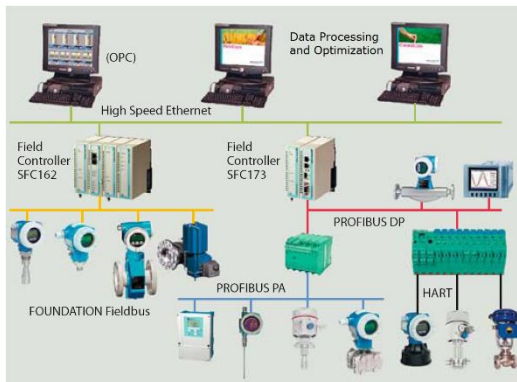 (OPC)
Data Processing
and Optimization
High Speed Ethernet
Field
Controller
SFC162
Field
Controller
SFC173
PROFIBUS DP
PROFIBUS PA
HART
FOUNDATION Fieldbus